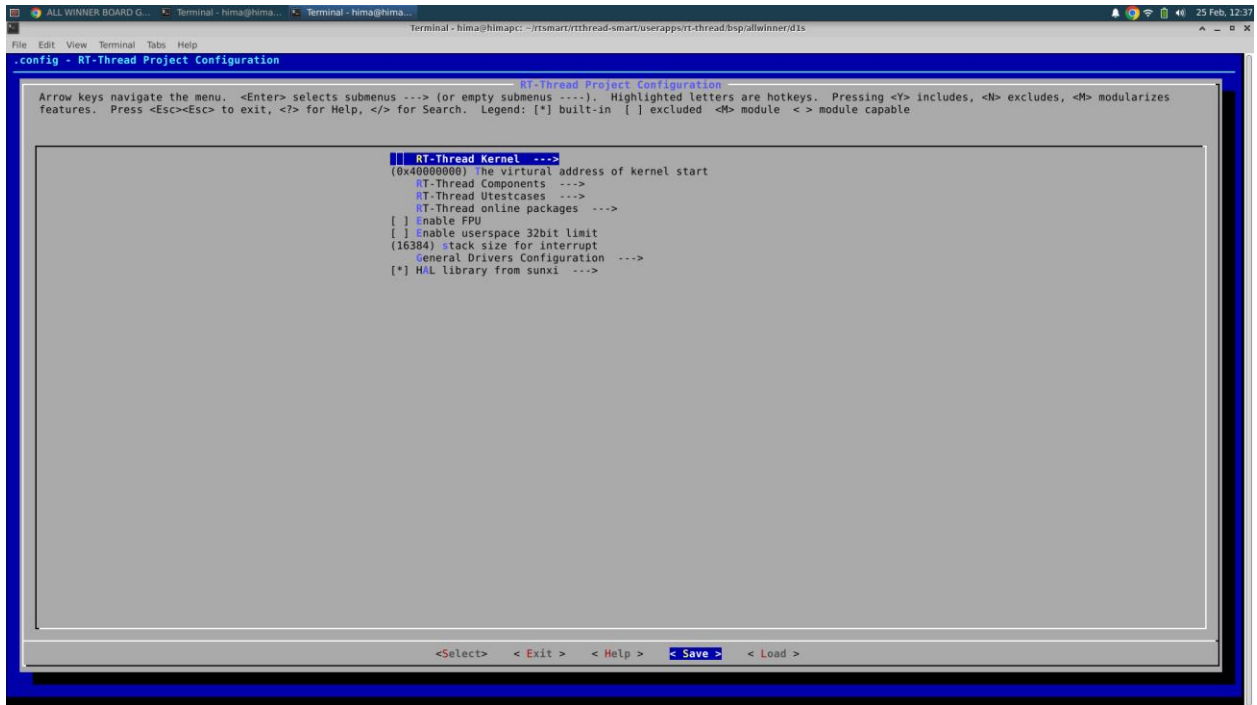 ALL WINNER BOARD G... Terminal - hima@hima... Terminal - hima@hima... 25 Feb, 12:37
Terminal - hima@himapc: ~/rtsmart/rtthread-smart/userapps/rt-thread/bsp/allwinner/d1s
File Edit View Terminal Tabs Help
.config - RT-Thread Project Configuration
RT-Thread Project Configuration
Arrow keys navigate the menu. <Enter> selects submenus ---> (or empty submenus ----). Highlighted letters are hotkeys. Pressing <Y> includes, <N> excludes, <M> modularizes
features. Press <Esc><Esc> to exit, <?> for Help, </> for Search. Legend: [*] built-in [ ] excluded <M> module < > module capable
RT-Thread Kernel --->
(0x40000000) The virtural address of kernel start
RT-Thread Components --->
RT-Thread Utestcases --->
RT-Thread online packages --->
[ ] Enable FPU
[ ] Enable userspace 32bit limit
(16384) stack size for interrupt
General Drivers Configuration --->
[*] HAL library from sunxi --->
<Select> < Exit > < Help > < Save > < Load >